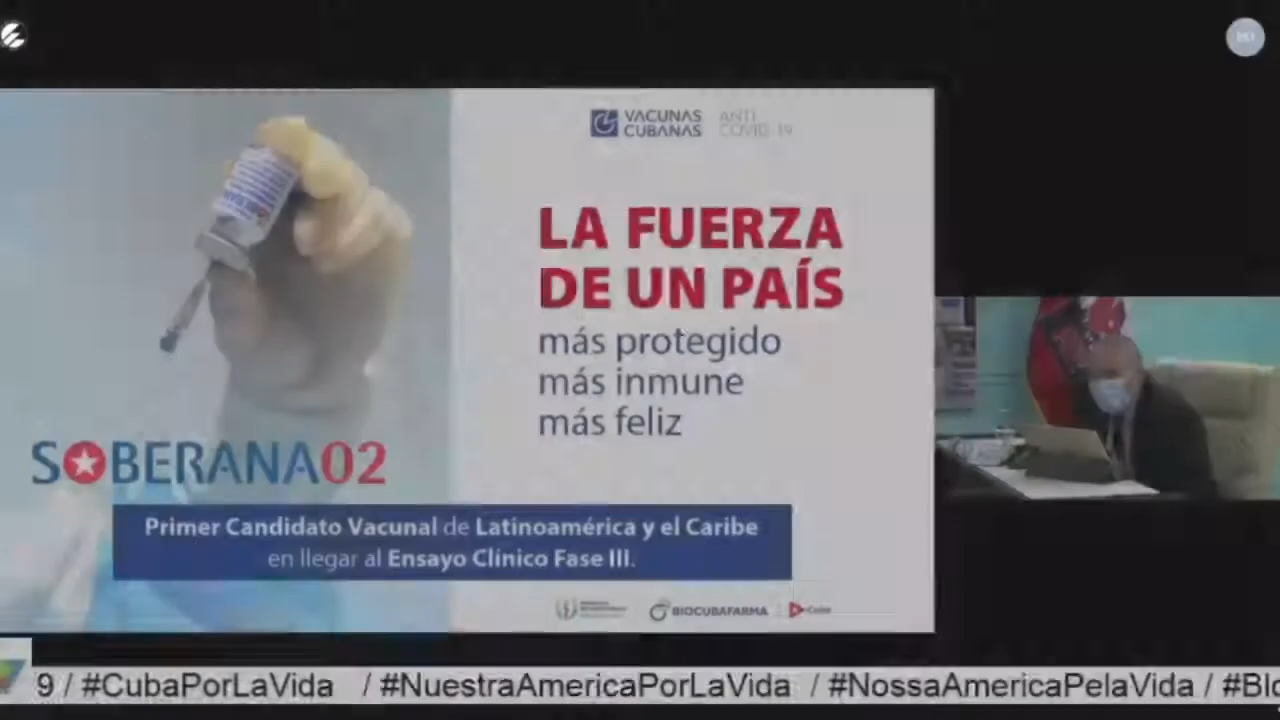 VACUNAS
CUBANAS
ANTI
COVID-19
LA FUERZA
DE UN PAÍS
más protegido
más inmune
más feliz
SOBERANA02
Primer Candidato Vacunal de Latinoamérica y el Caribe
en llegar al Ensayo Clínico Fase III.
BIOCUBAFARMA
9 / #CubaPorLaVida / #NuestraAmericaPorLaVida / #NossaAmericaPelaVida / #Blo